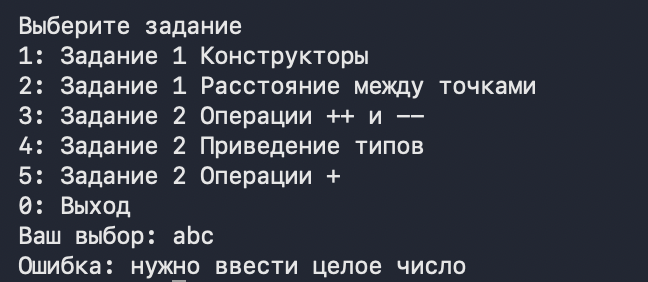 Выберите задание
1: Задание 1 Конструкторы
2: Задание 1 Расстояние между точками
3: Задание 2 Операции ++ и --
4: Задание 2 Приведение типов
5: Задание 2 Операции +
0: Выход
Ваш выбор: abc
Ошибка: нужно ввести целое число